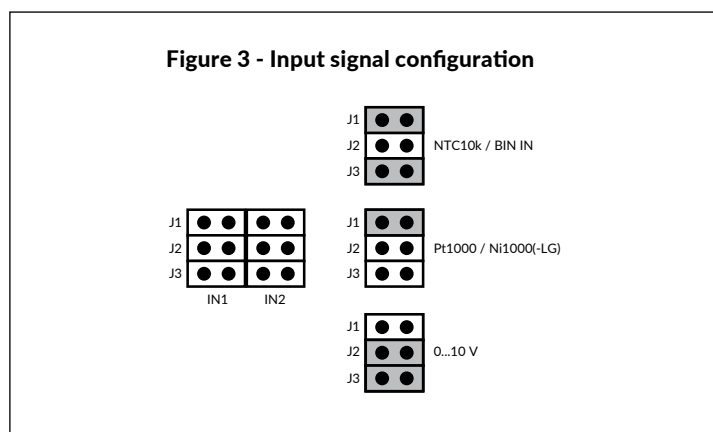 Figure 3 - Input signal configuration
J1
J2 NTC10k / BIN IN
J3
J1
J2
J3
IN1 IN2
J1
J2 Pt1000 / Ni1000(-LG)
J3
J1
J2 0...10 V
J3